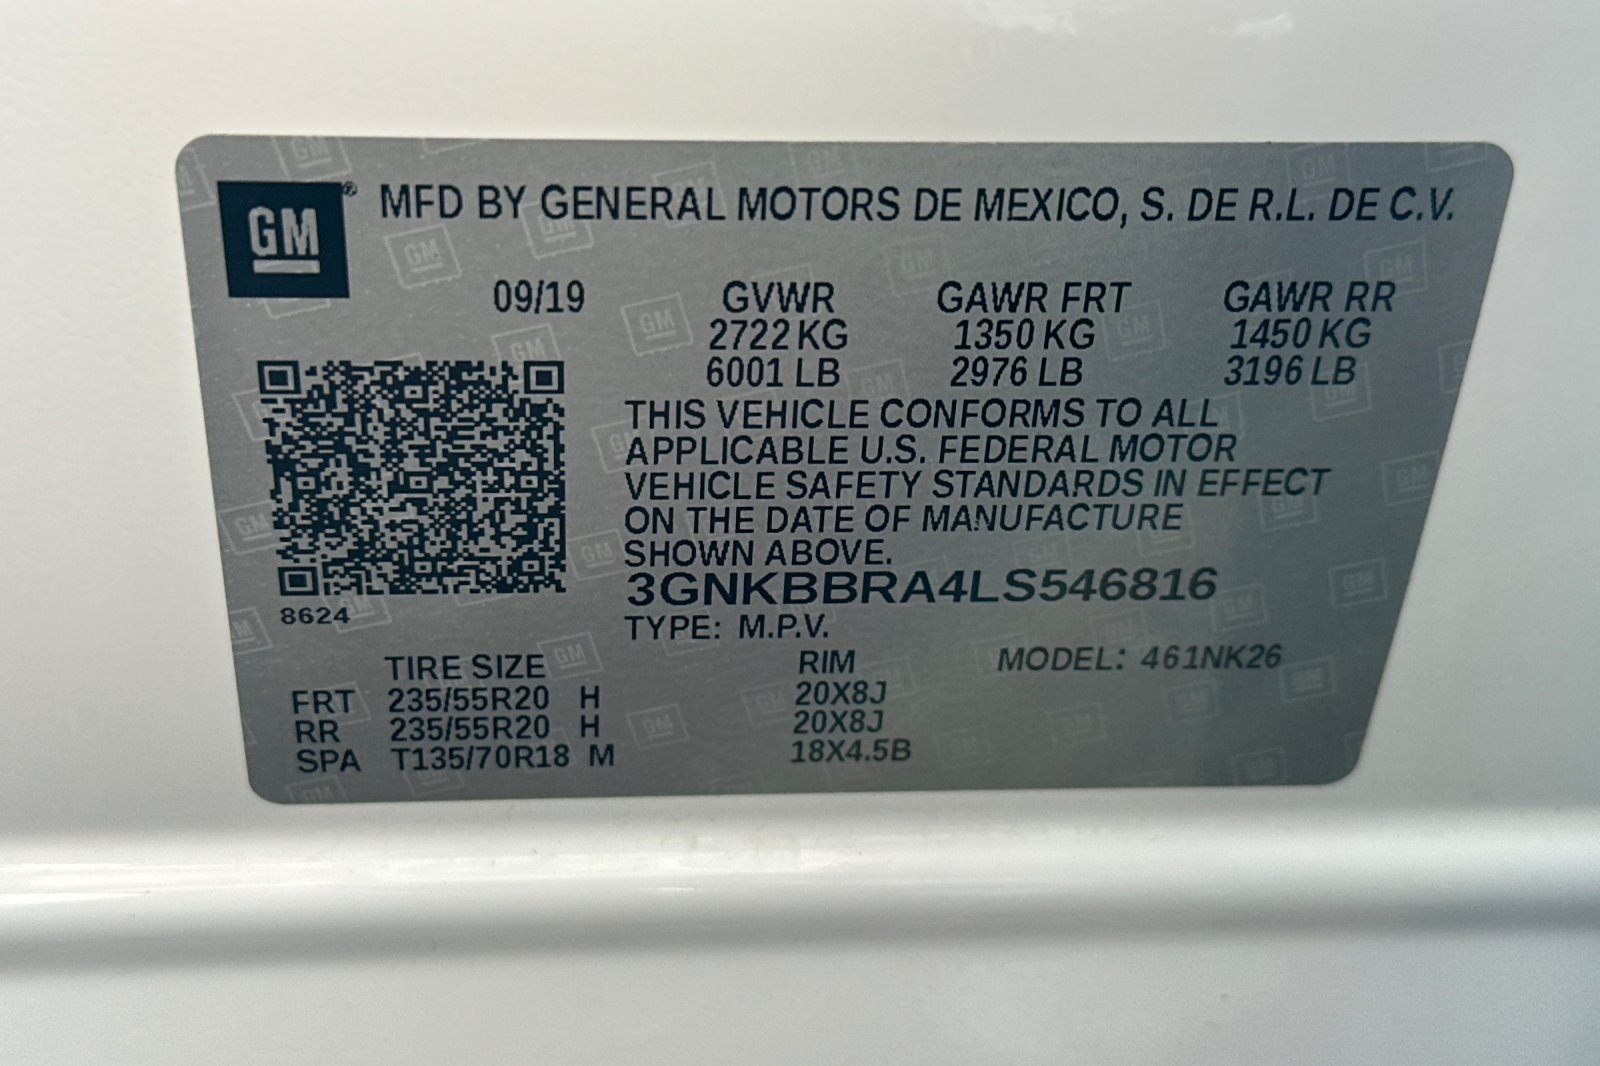 GM® MFD BY GENERAL MOTORS DE MEXICO, S. DE R.L. DE C.V.
09/19 GVWR GAWR FRT GAWR RR
2722 KG 1350 KG 1450 KG
6001 LB 2976 LB 3196 LB
THIS VEHICLE CONFORMS TO ALL
APPLICABLE U.S. FEDERAL MOTOR
VEHICLE SAFETY STANDARDS IN EFFECT
ON THE DATE OF MANUFACTURE
SHOWN ABOVE.
3GNKBBRA4LS546816
8624
TYPE: M.P.V.
TIRE SIZE RIM MODEL: 461NK26
FRT 235/55R20 H 20X8J
RR 235/55R20 H 20X8J
SPA T135/70R18 M 18X4.5B